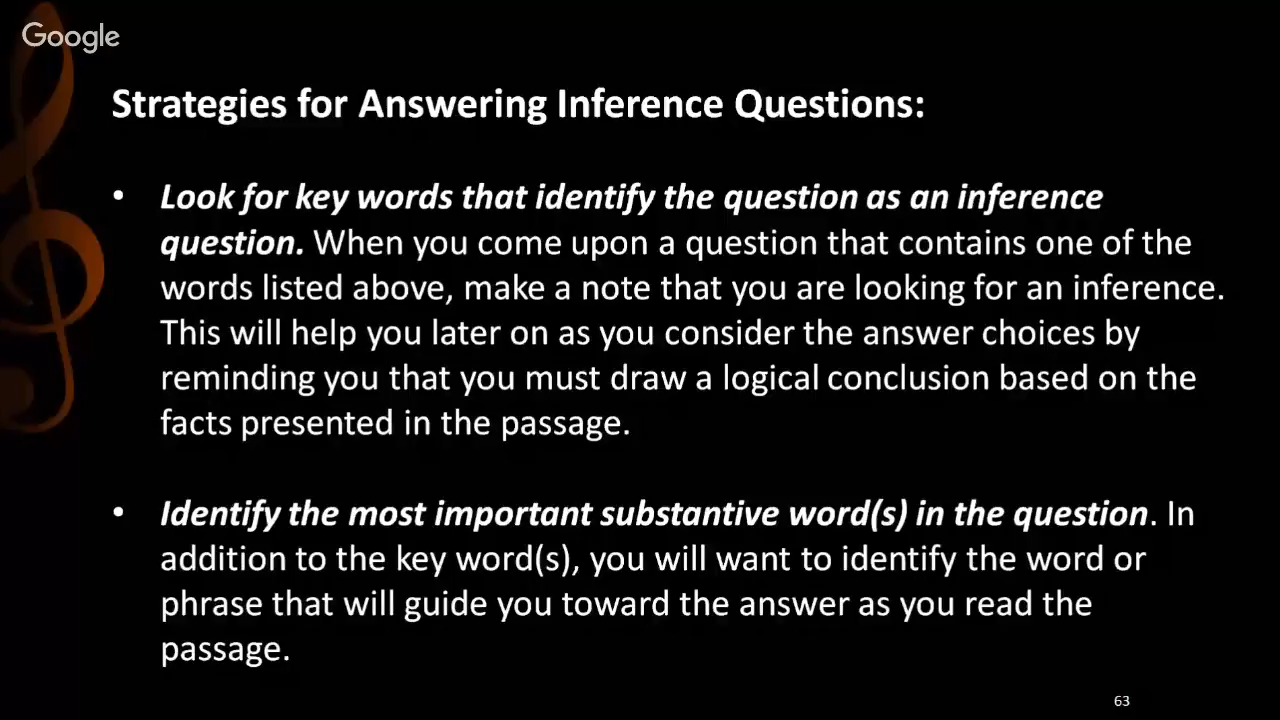 Google
Strategies for Answering Inference Questions:
• Look for key words that identify the question as an inference
question. When you come upon a question that contains one of the
words listed above, make a note that you are looking for an inference.
This will help you later on as you consider the answer choices by
reminding you that you must draw a logical conclusion based on the
facts presented in the passage.
• Identify the most important substantive word(s) in the question. In
addition to the key word(s), you will want to identify the word or
phrase that will guide you toward the answer as you read the
passage.
63